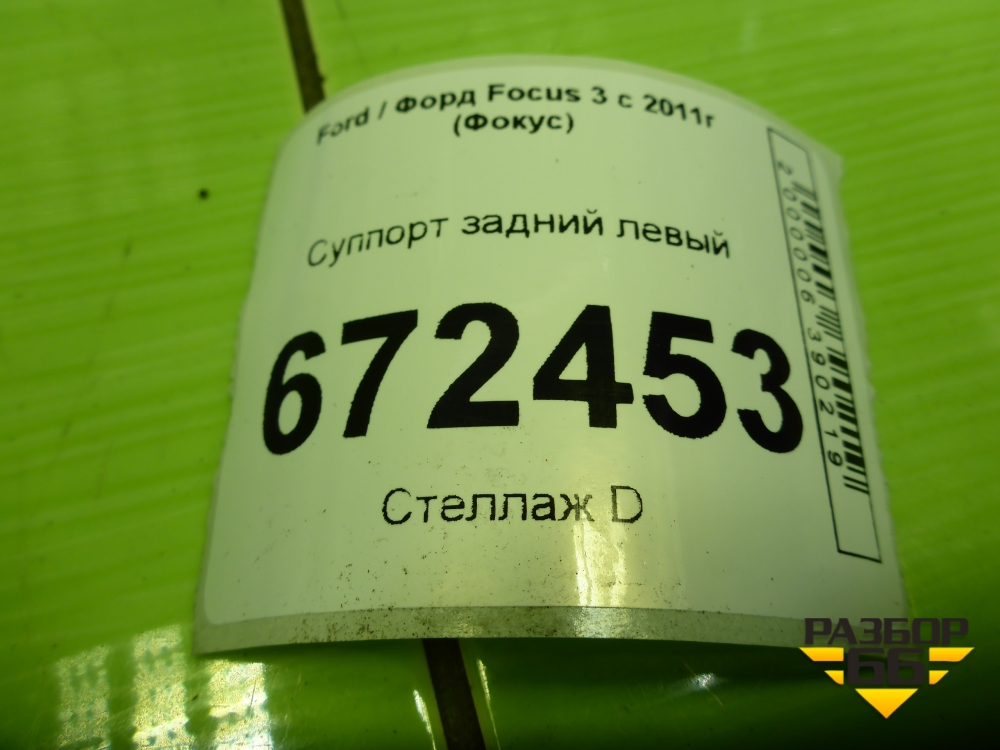 Ford / Форд Focus 3 с 2011г
(Фокус)
Суппорт задний левый
672453
Стеллаж D
2000006390219
РАЗБОР
66